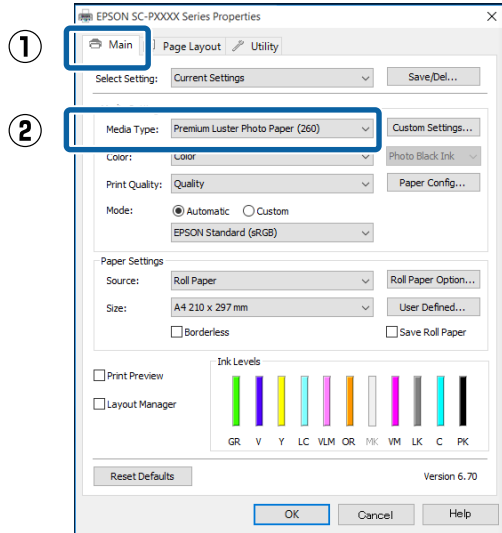 EPSON SC-PXXXX Series Properties
① Main Page Layout Utility
Select Setting: Current Settings Save/Del...
② Media Type: Premium Luster Photo Paper (260) Custom Settings...
Color: Color Photo Black Ink
Print Quality: Quality Paper Config...
Mode: Automatic Custom
EPSON Standard (sRGB)
Paper Settings
Source: Roll Paper Roll Paper Option...
Size: A4 210 x 297 mm User Defined...
Borderless Save Roll Paper
Ink Levels
Print Preview
Layout Manager
GR V Y LC VLM OR MK VM LK C PK
Reset Defaults Version 6.70
OK Cancel Help